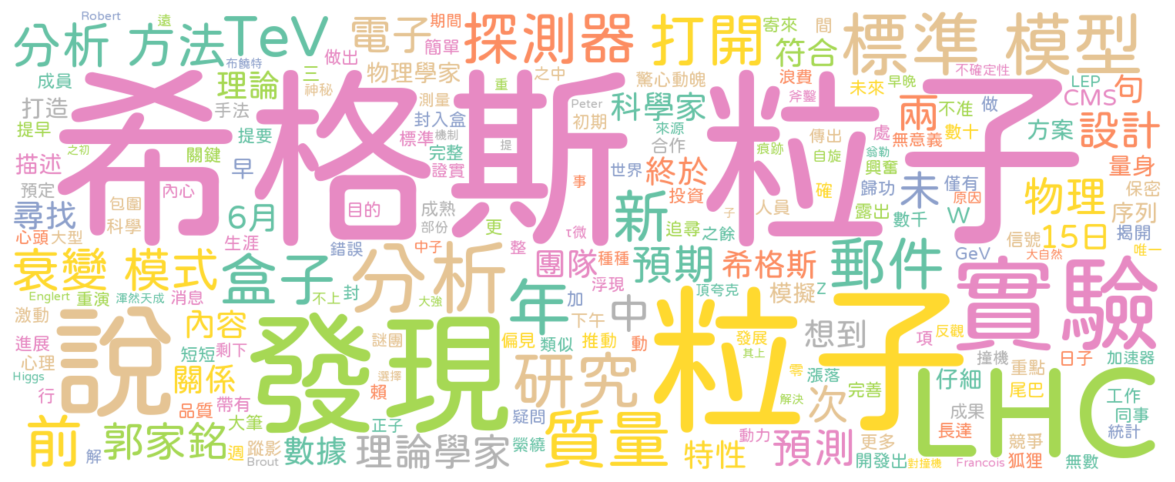 Robert 遠 期間 寄來 間
分析 方法 TeV 電子 探測器 打開 符合 標準 模型
布饒特 簡單
成員 理論 三 做出 物理學家 之中 重 驚心動魄 浪費 未來 早晚 不確定性 LEP
打造 神秘 測量 Peter 科學家 斧鑿 CMS 句
提早 手法 封入盒 初期 兩 不准 做
希格斯 粒子
之初 提要 標準 機制 提 來源 傳出 處 無意義 數十 方案 設計
描述 關鍵 早 完整 合作 痕跡 自旋 翁勒 興奮 量身
證實 事 世界 終於 確 歸功 未 僅有 原因 保密
預定 內心 目的 成熟 新 投資 人員 物理
尋找 包圍 6月 部份 更 子 追尋 之餘 露出 數千 W 序列
心頭 大型 科學 生涯 錯誤 中子 τ微 整 信號 15日 揭開
衰變 模式 盒子 分析 團隊 種種 預期 希格斯 郵件 GeV 大自然 唯一
Englert 重演 渾然天成 消息 不上 封 大強 年 加 浮現 模擬 Z 頂夸克 實驗
激動 內容 下午 中 動 發展 其上 想到 項 反觀
說 發現 謎團 偏見 類似 推動 粒子
進展 心理 短短 剩下 研究 零 漲落 撞機 重點 日子 加速器
Higgs 關係 選擇 賴 解決 完善 仔細 尾巴
行 品質 帶有 大筆 正子 疑問 次 成果 LHC 工作
前 郭家銘 蹤影 縈繞 質量 動力 更多 長達 競爭 同事
解 週 Brout 數據 理論學家 特性 預測 開發出 對撞機 Francois 狐狸 無數 統計